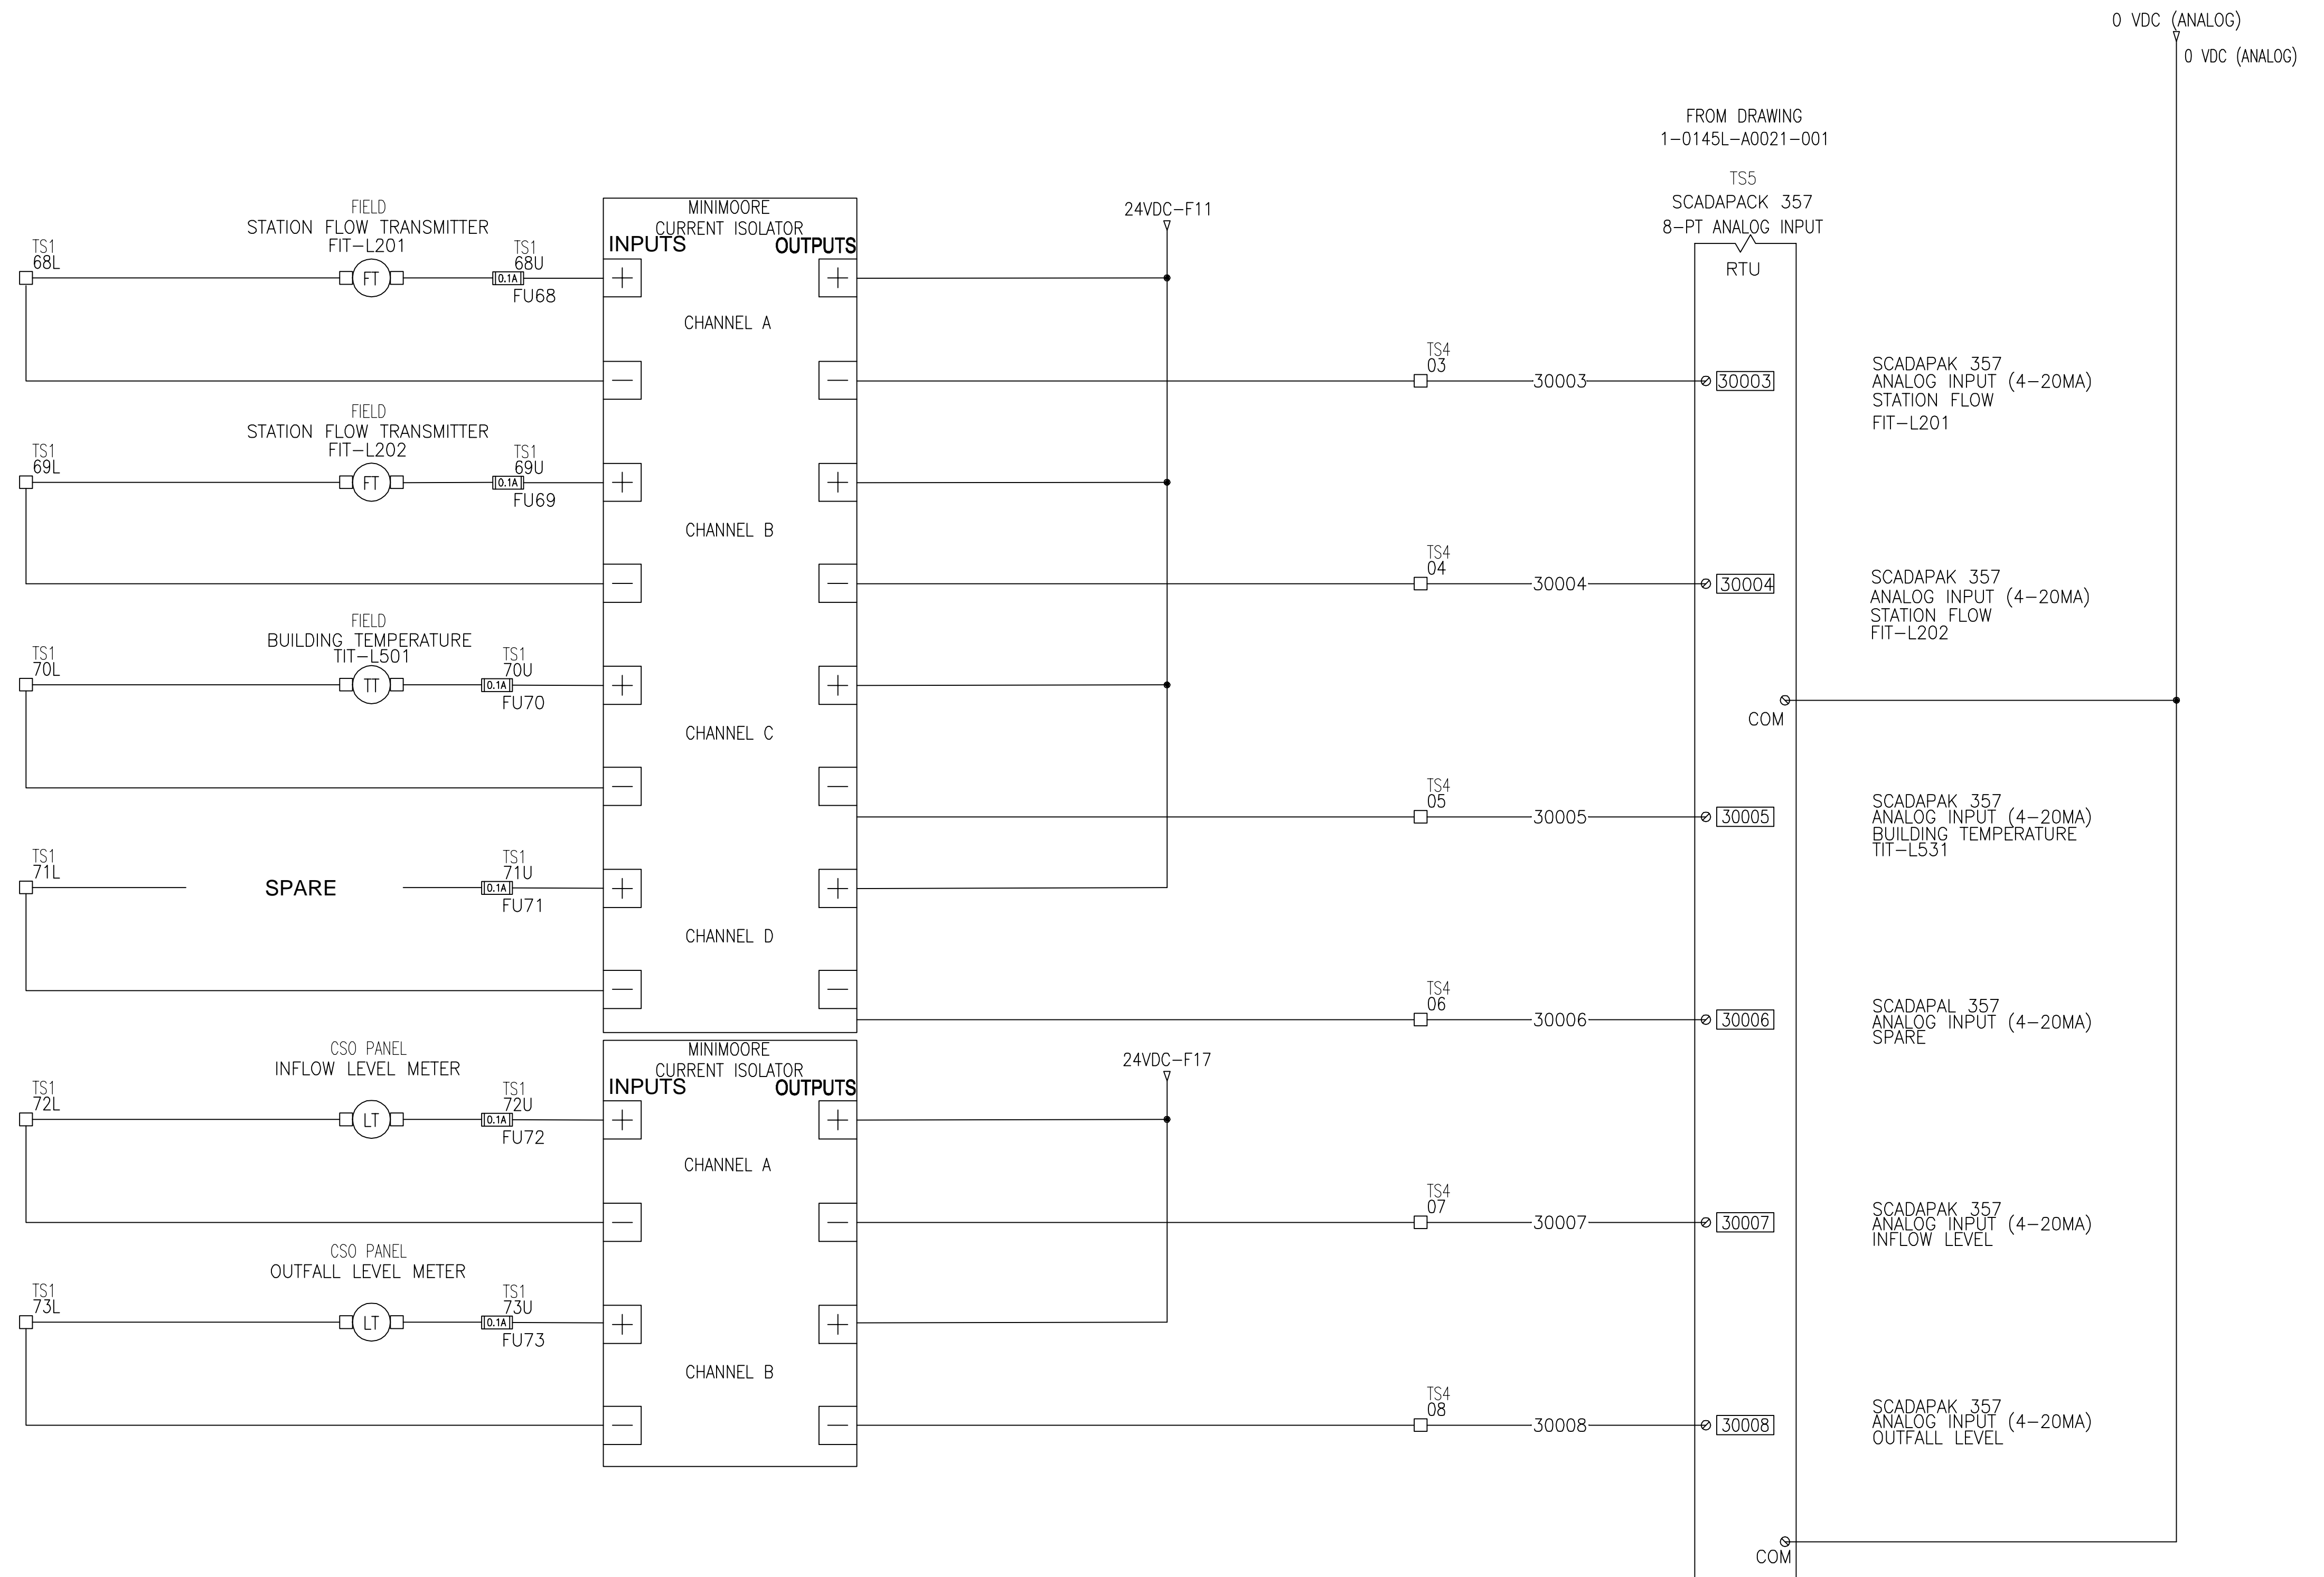 0 VDC (ANALOG)
0 VDC (ANALOG)
FROM DRAWING
1-0145L-A0021-001
TS5
SCADAPACK 357
8-PT ANALOG INPUT
RTU
FIELD
STATION FLOW TRANSMITTER
FIT-L201
TS1
68L
FT
TS1
68U
0.1A
FU68
MINIMOORE
CURRENT ISOLATOR
INPUTS OUTPUTS
+ +
CHANNEL A
- -
24VDC-F11
TS4
03
30003
30003
SCADAPAK 357
ANALOG INPUT (4-20MA)
STATION FLOW
FIT-L201
FIELD
STATION FLOW TRANSMITTER
FIT-L202
TS1
69L
FT
TS1
69U
0.1A
FU69
+ +
CHANNEL B
- -
TS4
04
30004
30004
SCADAPAK 357
ANALOG INPUT (4-20MA)
STATION FLOW
FIT-L202
FIELD
BUILDING TEMPERATURE
TIT-L501
TS1
70L
TT
TS1
70U
0.1A
FU70
+ +
CHANNEL C
- -
COM
TS4
05
30005
30005
SCADAPAK 357
ANALOG INPUT (4-20MA)
BUILDING TEMPERATURE
TIT-L531
TS1
71L
SPARE
TS1
71U
0.1A
FU71
+ +
CHANNEL D
- -
TS4
06
30006
30006
SCADAPAL 357
ANALOG INPUT (4-20MA)
SPARE
CSO PANEL
INFLOW LEVEL METER
TS1
72L
LT
TS1
72U
0.1A
FU72
MINIMOORE
CURRENT ISOLATOR
INPUTS OUTPUTS
+ +
CHANNEL A
- -
24VDC-F17
TS4
07
30007
30007
SCADAPAK 357
ANALOG INPUT (4-20MA)
INFLOW LEVEL
CSO PANEL
OUTFALL LEVEL METER
TS1
73L
LT
TS1
73U
0.1A
FU73
+ +
CHANNEL B
- -
TS4
08
30008
30008
SCADAPAK 357
ANALOG INPUT (4-20MA)
OUTFALL LEVEL
COM